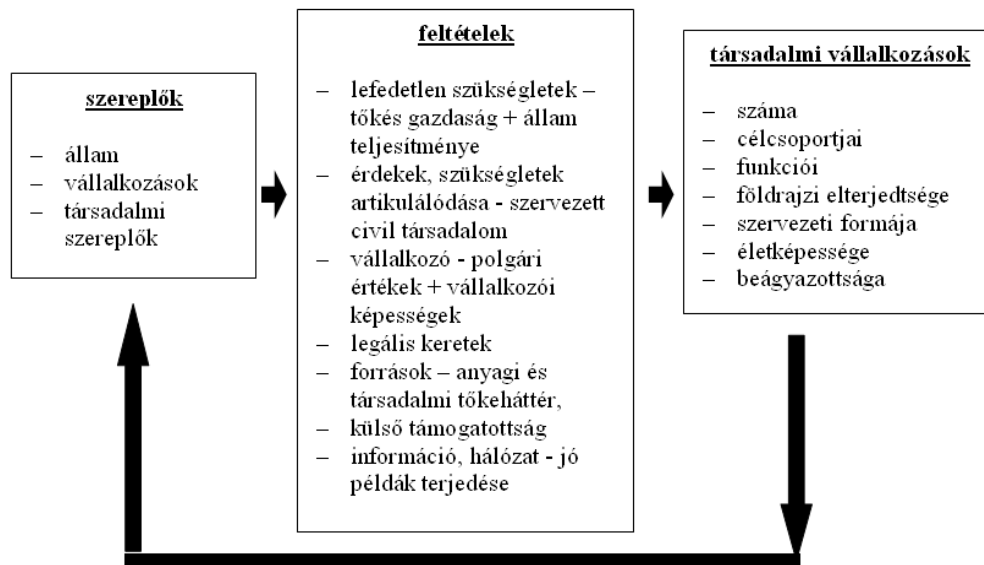 szereplők
– állam
– vállalkozások
– társadalmi
szereplők
feltételek
– lefedetlen szükségletek –
tőkés gazdaság + állam
teljesítménye
– érdekek, szükségletek
artikulálódása - szervezett
civil társadalom
– vállalkozó - polgári
értékek + vállalkozói
képességek
– legális keretek
– források – anyagi és
társadalmi tőkeháttér,
– külső támogatottság
– információ, hálózat - jó
példák terjedése
társadalmi vállalkozások
– száma
– célcsoportjai
– funkciói
– földrajzi elterjedtsége
– szervezeti formája
– életképessége
– beágyazottsága